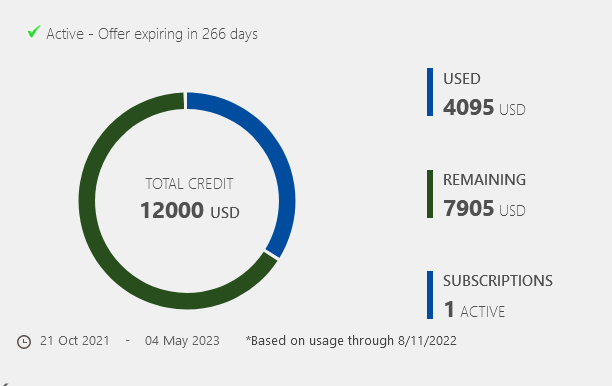 Active - Offer expiring in 266 days
USED
4095 USD
TOTAL CREDIT
12000 USD
REMAINING
7905 USD
SUBSCRIPTIONS
1 ACTIVE
21 Oct 2021 - 04 May 2023 *Based on usage through 8/11/2022